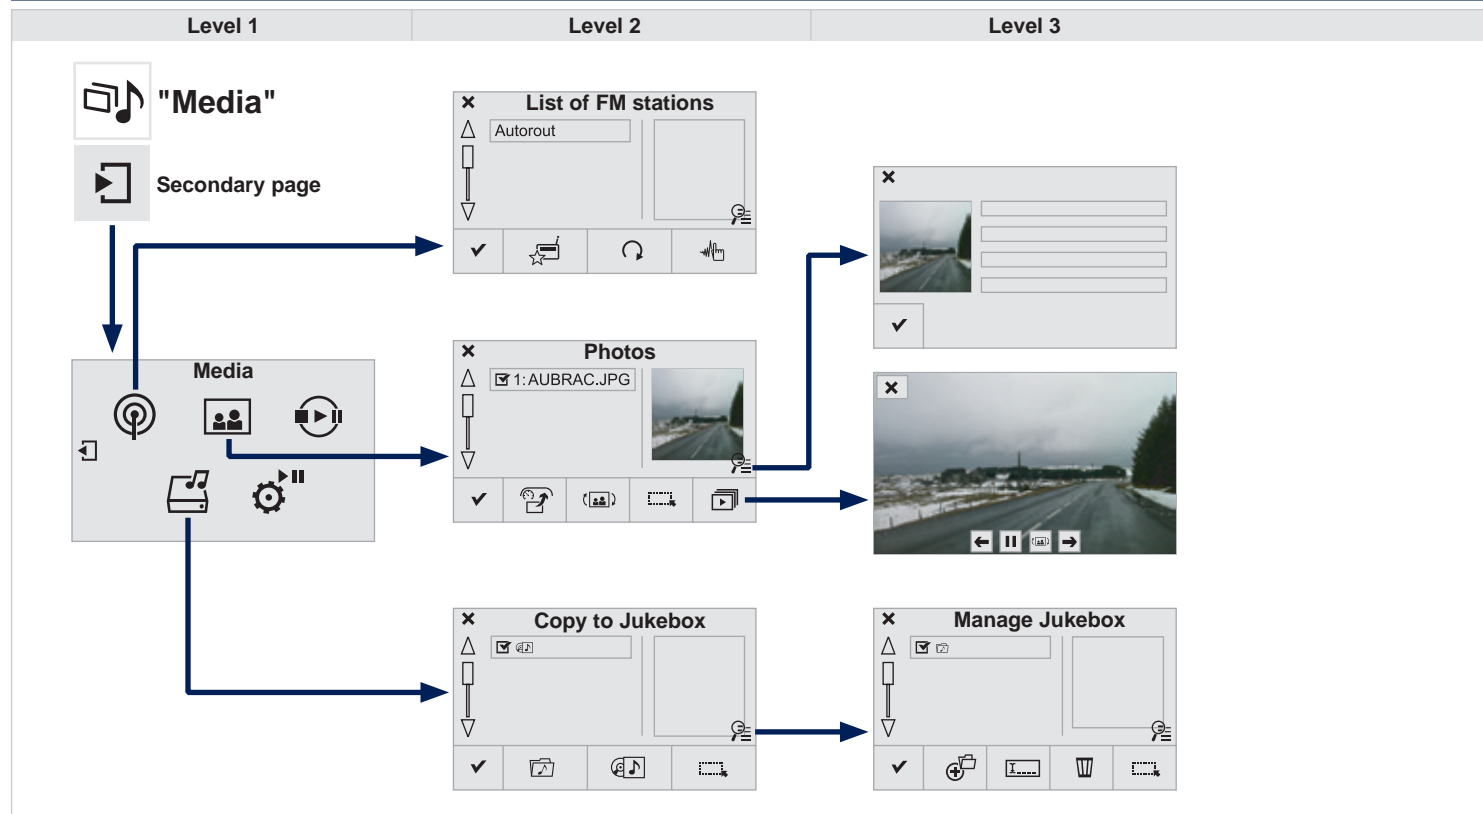 Level 1
Level 2
Level 3
"Media"
Secondary page
List of FM stations
Autorout
Media
Photos
1: AUBRAC.JPG
Copy to Jukebox
Manage Jukebox